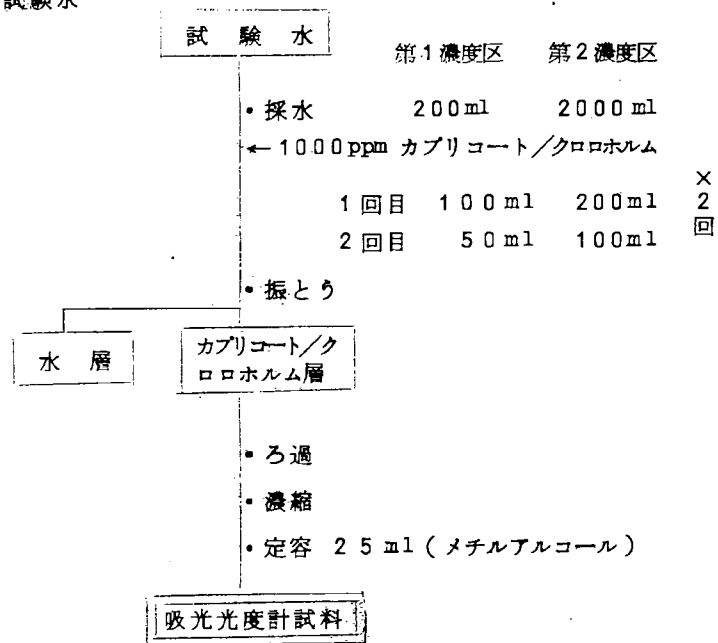 試験水
試験水
第1濃度区 第2濃度区
・採水 200ml 2000ml
←1000ppm カプリコート/クロロホルム
1回目 100ml 200ml
2回目 50ml 100ml
×2回
・振とう
水層
カプリコート/ク
ロロホルム層
・ろ過
・濃縮
・定容 25ml(メチルアルコール)
吸光光度計試料